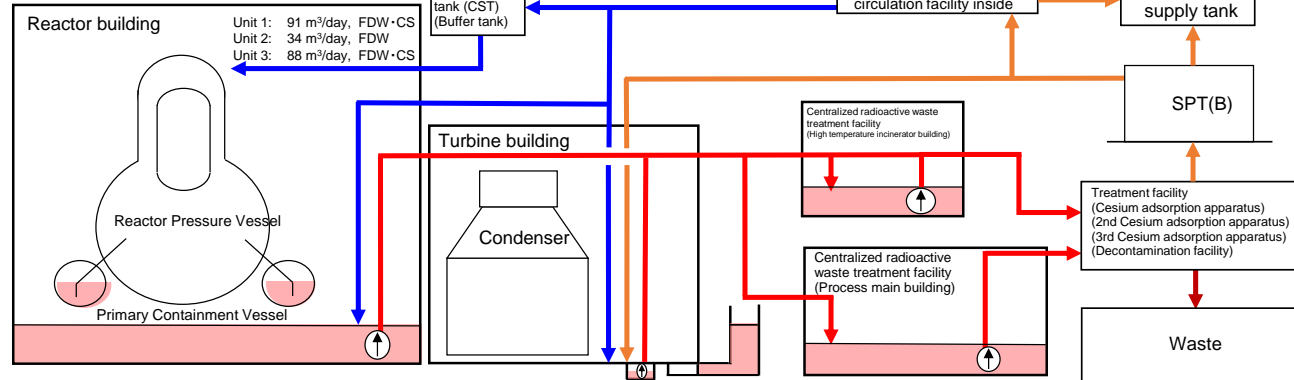 Reactor building
Unit 1: 91 m³/day, FDW・CS
Unit 2: 34 m³/day, FDW
Unit 3: 88 m³/day, FDW・CS
tank (CST)
(Buffer tank)
circulation facility inside
supply tank
SPT(B)
Turbine building
Centralized radioactive waste
treatment facility
(High temperature incinerator building)
Treatment facility
(Cesium adsorption apparatus)
(2nd Cesium adsorption apparatus)
(3rd Cesium adsorption apparatus)
(Decontamination facility)
Reactor Pressure Vessel
Condenser
Centralized radioactive
waste treatment facility
(Process main building)
Primary Containment Vessel
Waste